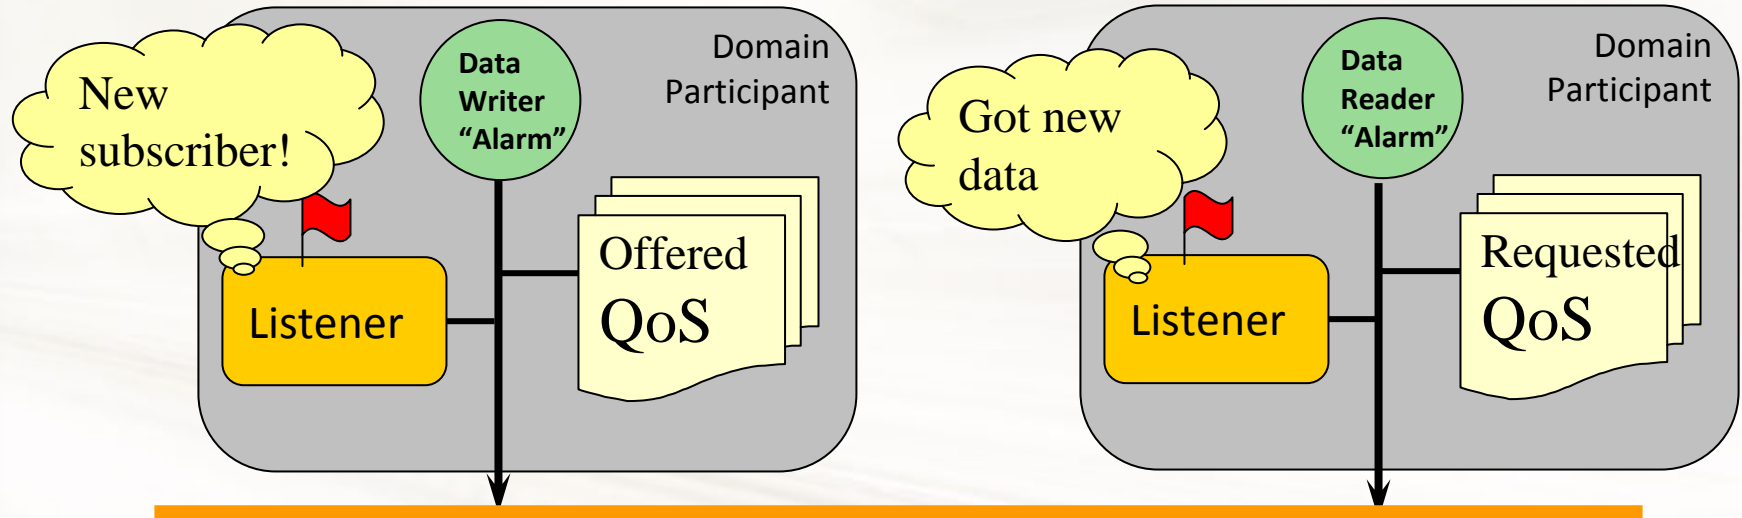 New
subscriber!
Data
Writer
“Alarm”
Domain
Participant
Listener
Offered
QoS
Got new
data
Data
Reader
“Alarm”
Domain
Participant
Listener
Requested
QoS